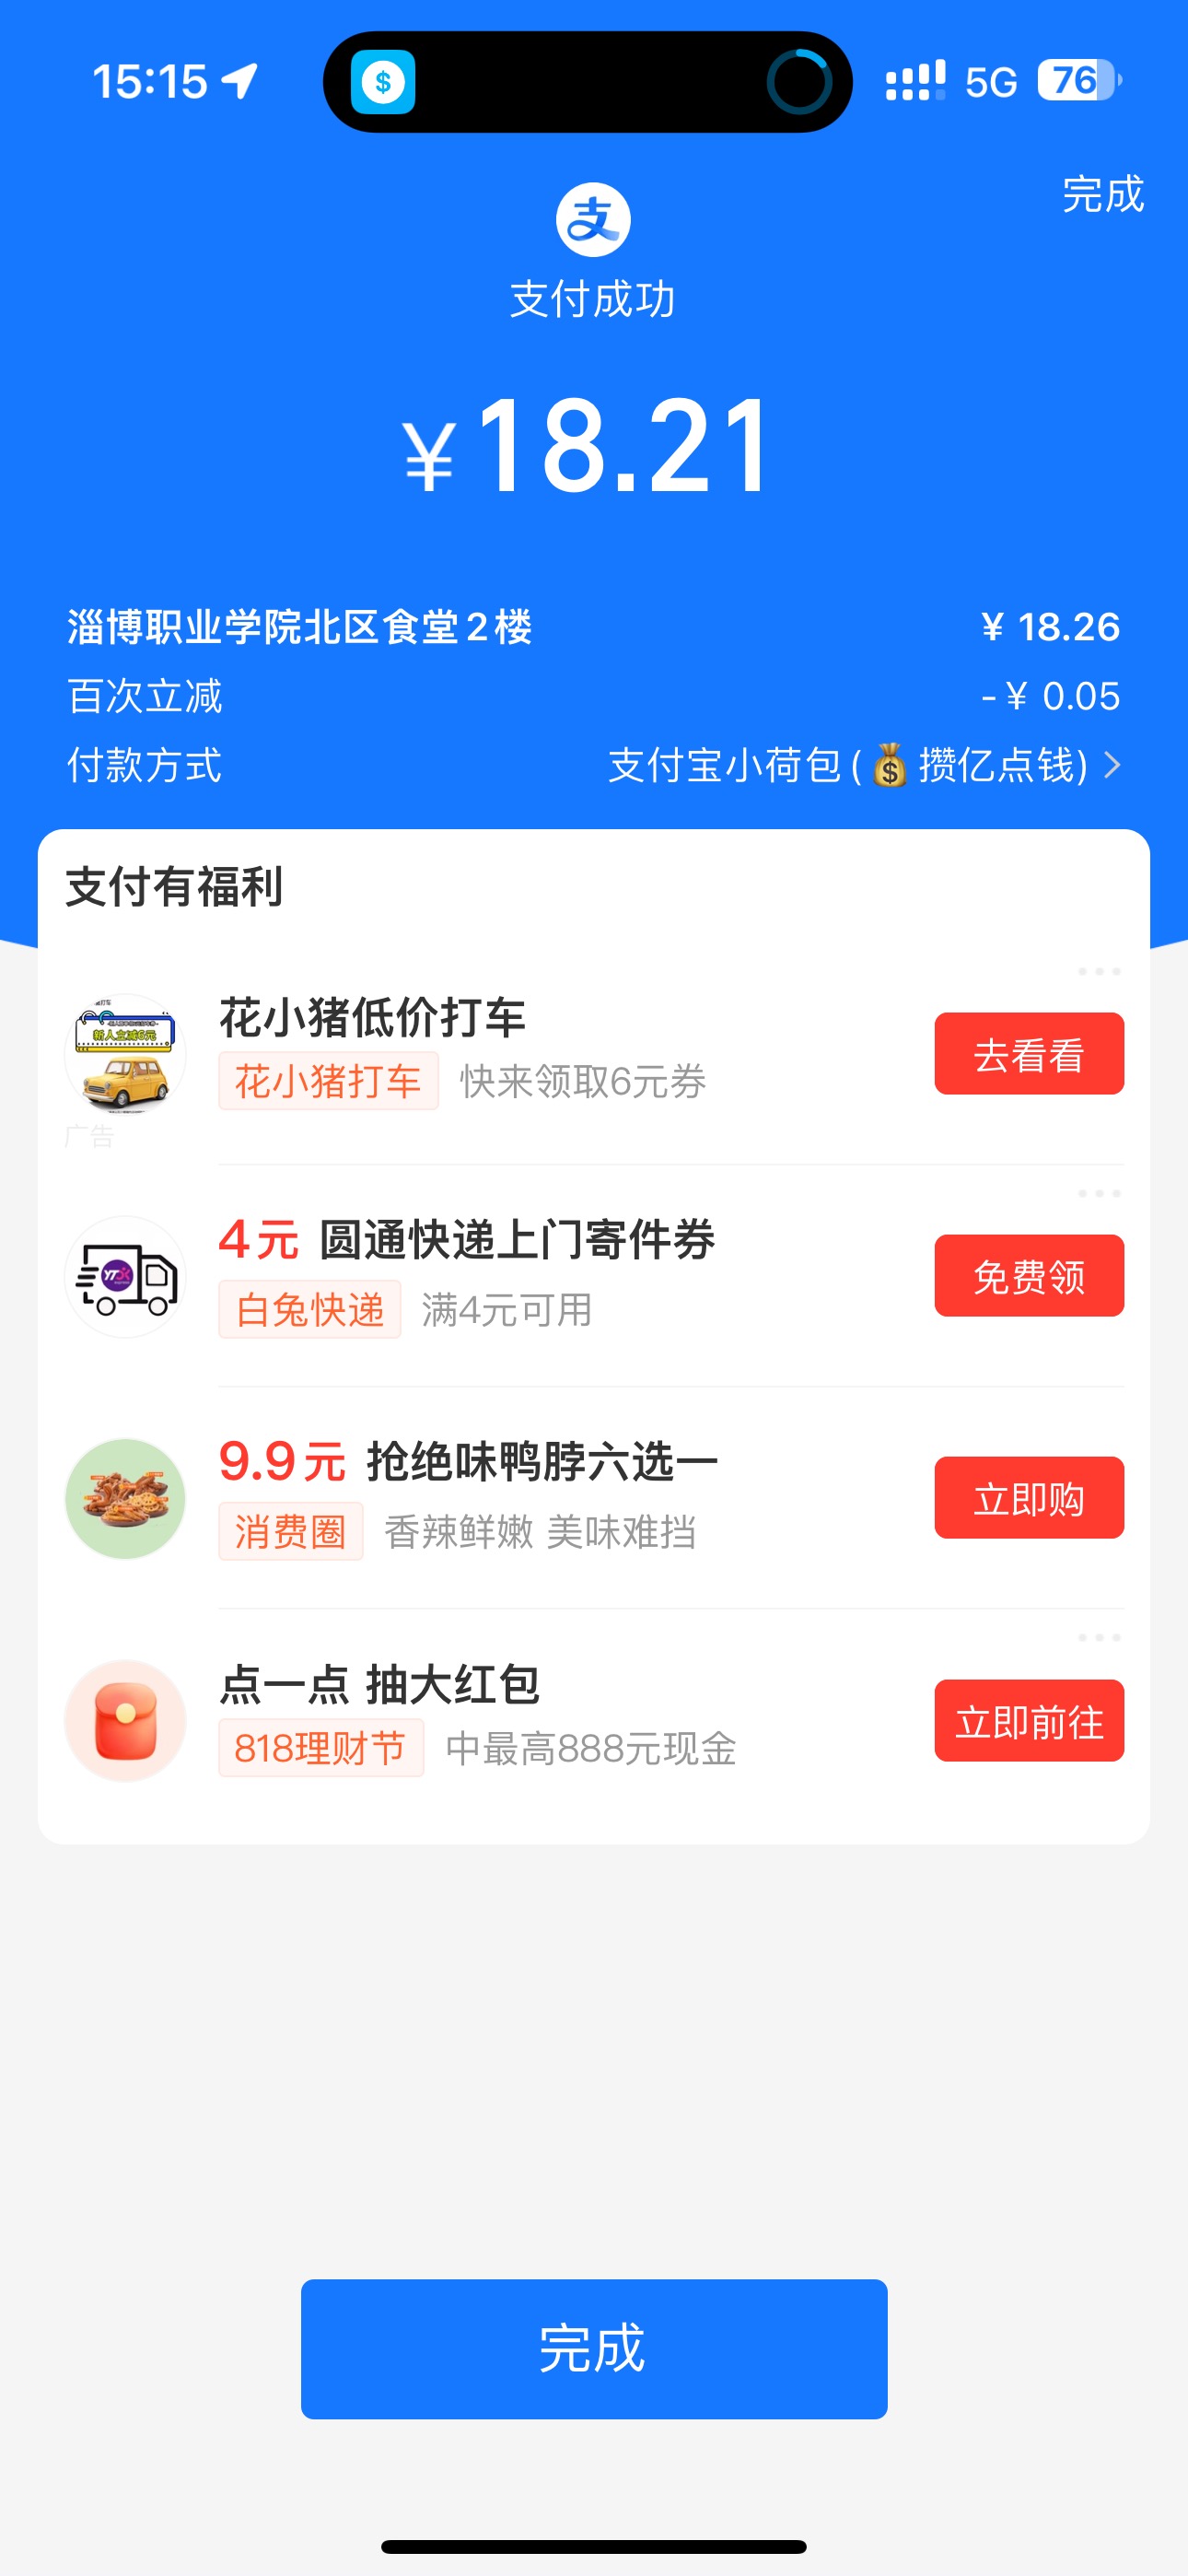 15:15
5G
76
完成
支
支付成功
¥18.21
淄博职业学院北区食堂2楼 ¥ 18.26
百次立减 -¥ 0.05
付款方式 支付宝小荷包(💰攒亿点钱) >
支付有福利
新人立减6元
花小猪低价打车
花小猪打车 快来领取6元券
去看看
广告
4元 圆通快递上门寄件券
白兔快递 满4元可用
免费领
9.9元 抢绝味鸭脖六选一
消费圈 香辣鲜嫩 美味难挡
立即购
点一点 抽大红包
818理财节 中最高888元现金
立即前往
完成